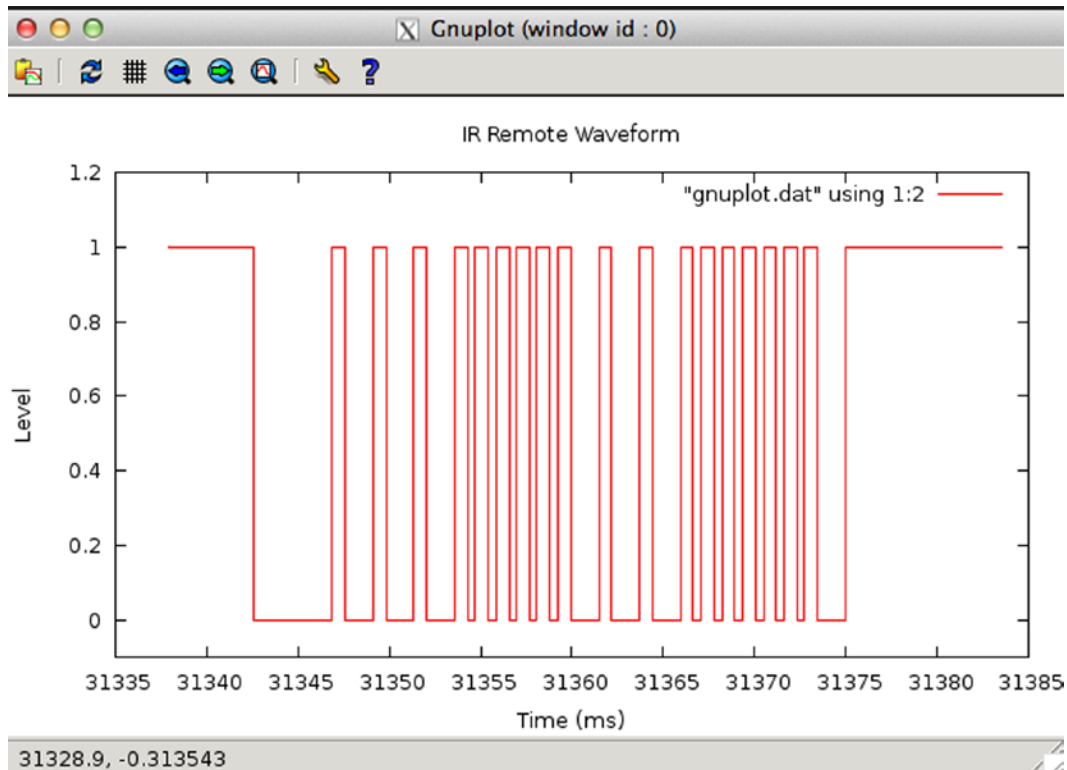 Gnuplot (window id : 0)
IR Remote Waveform
"gnuplot.dat" using 1:2
1.2
1
0.8
0.6
0.4
0.2
0
Level
31335 31340 31345 31350 31355 31360 31365 31370 31375 31380 31385
Time (ms)
31328.9, -0.313543